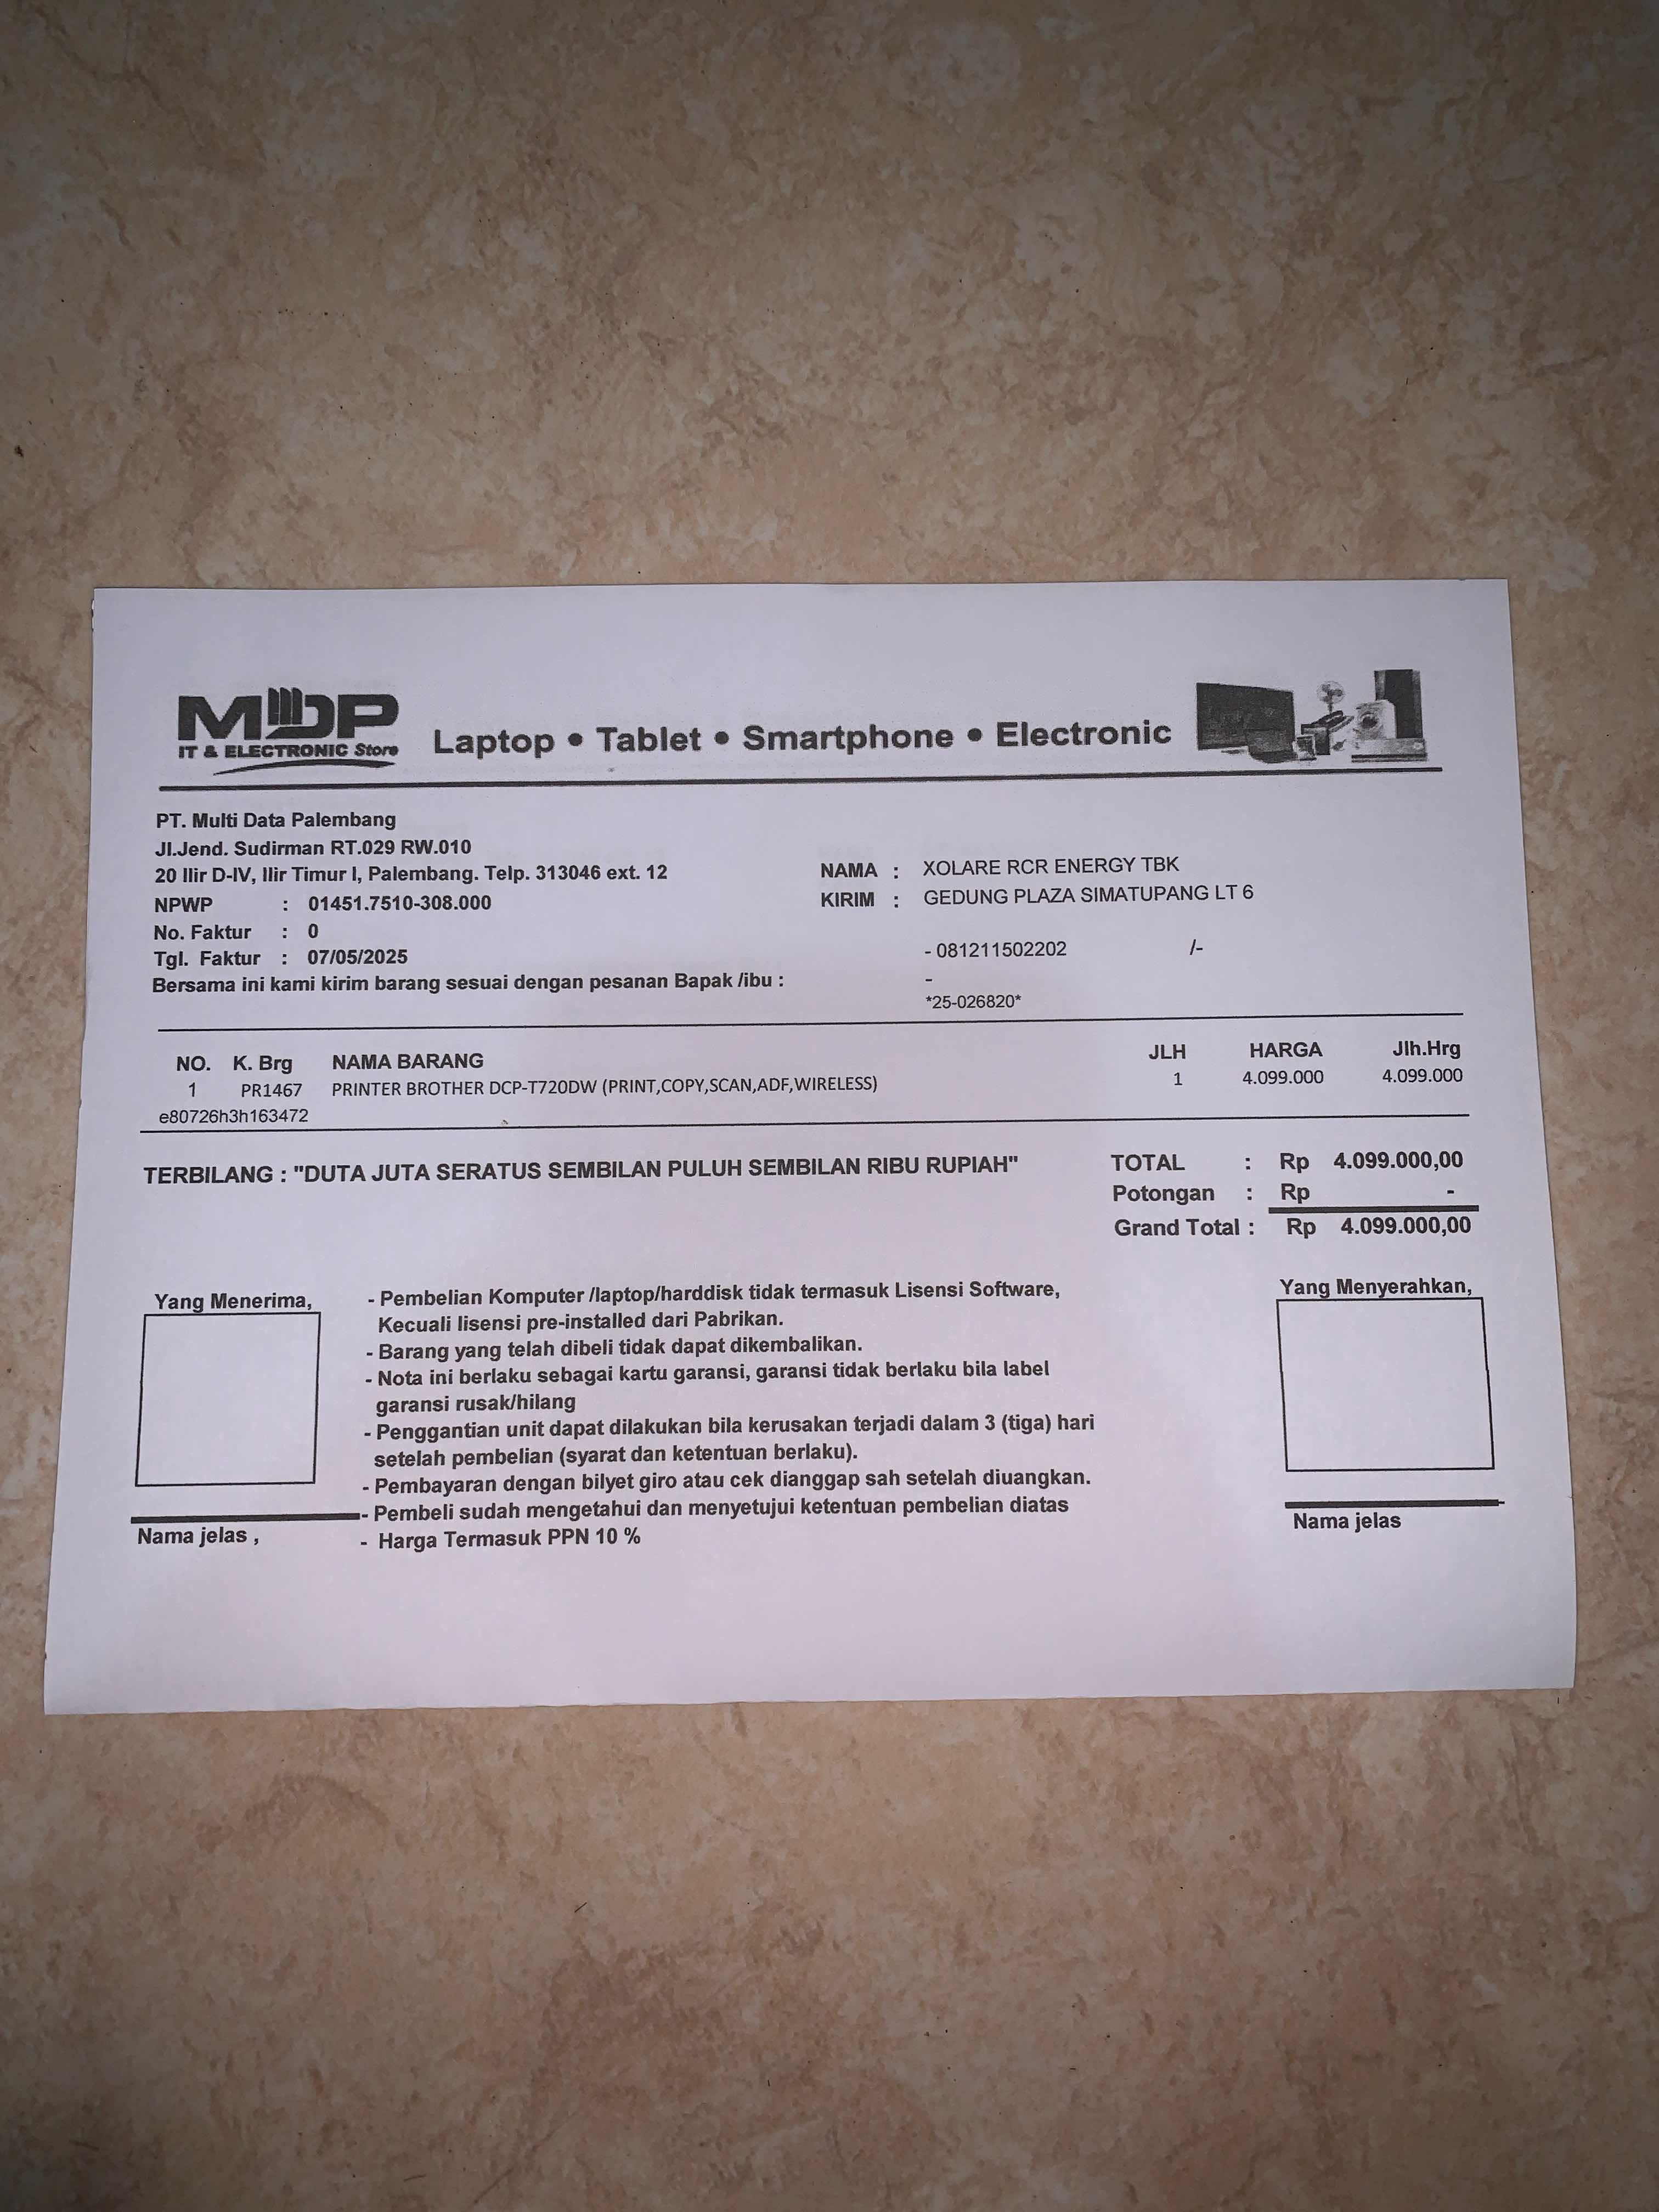 MDP
IT & ELECTRONIC Store
Laptop • Tablet • Smartphone • Electronic
PT. Multi Data Palembang
Jl.Jend. Sudirman RT.029 RW.010
20 Ilir D-IV, Ilir Timur I, Palembang. Telp. 313046 ext. 12
NPWP : 01451.7510-308.000
No. Faktur : 0
Tgl. Faktur : 07/05/2025
Bersama ini kami kirim barang sesuai dengan pesanan Bapak /ibu :
NAMA : XOLARE RCR ENERGY TBK
KIRIM : GEDUNG PLAZA SIMATUPANG LT 6
- 081211502202 /-
-
*25-026820*
NO. K. Brg NAMA BARANG JLH HARGA Jlh.Hrg
1 PR1467 PRINTER BROTHER DCP-T720DW (PRINT,COPY,SCAN,ADF,WIRELESS) 1 4.099.000 4.099.000
e80726h3h163472
TERBILANG : "DUTA JUTA SERATUS SEMBILAN PULUH SEMBILAN RIBU RUPIAH"
TOTAL : Rp 4.099.000,00
Potongan : Rp -
Grand Total : Rp 4.099.000,00
Yang Menerima,
Nama jelas ,
- Pembelian Komputer /laptop/harddisk tidak termasuk Lisensi Software,
Kecuali lisensi pre-installed dari Pabrikan.
- Barang yang telah dibeli tidak dapat dikembalikan.
- Nota ini berlaku sebagai kartu garansi, garansi tidak berlaku bila label
garansi rusak/hilang
- Penggantian unit dapat dilakukan bila kerusakan terjadi dalam 3 (tiga) hari
setelah pembelian (syarat dan ketentuan berlaku).
- Pembayaran dengan bilyet giro atau cek dianggap sah setelah diuangkan.
- Pembeli sudah mengetahui dan menyetujui ketentuan pembelian diatas
- Harga Termasuk PPN 10 %
Yang Menyerahkan,
Nama jelas